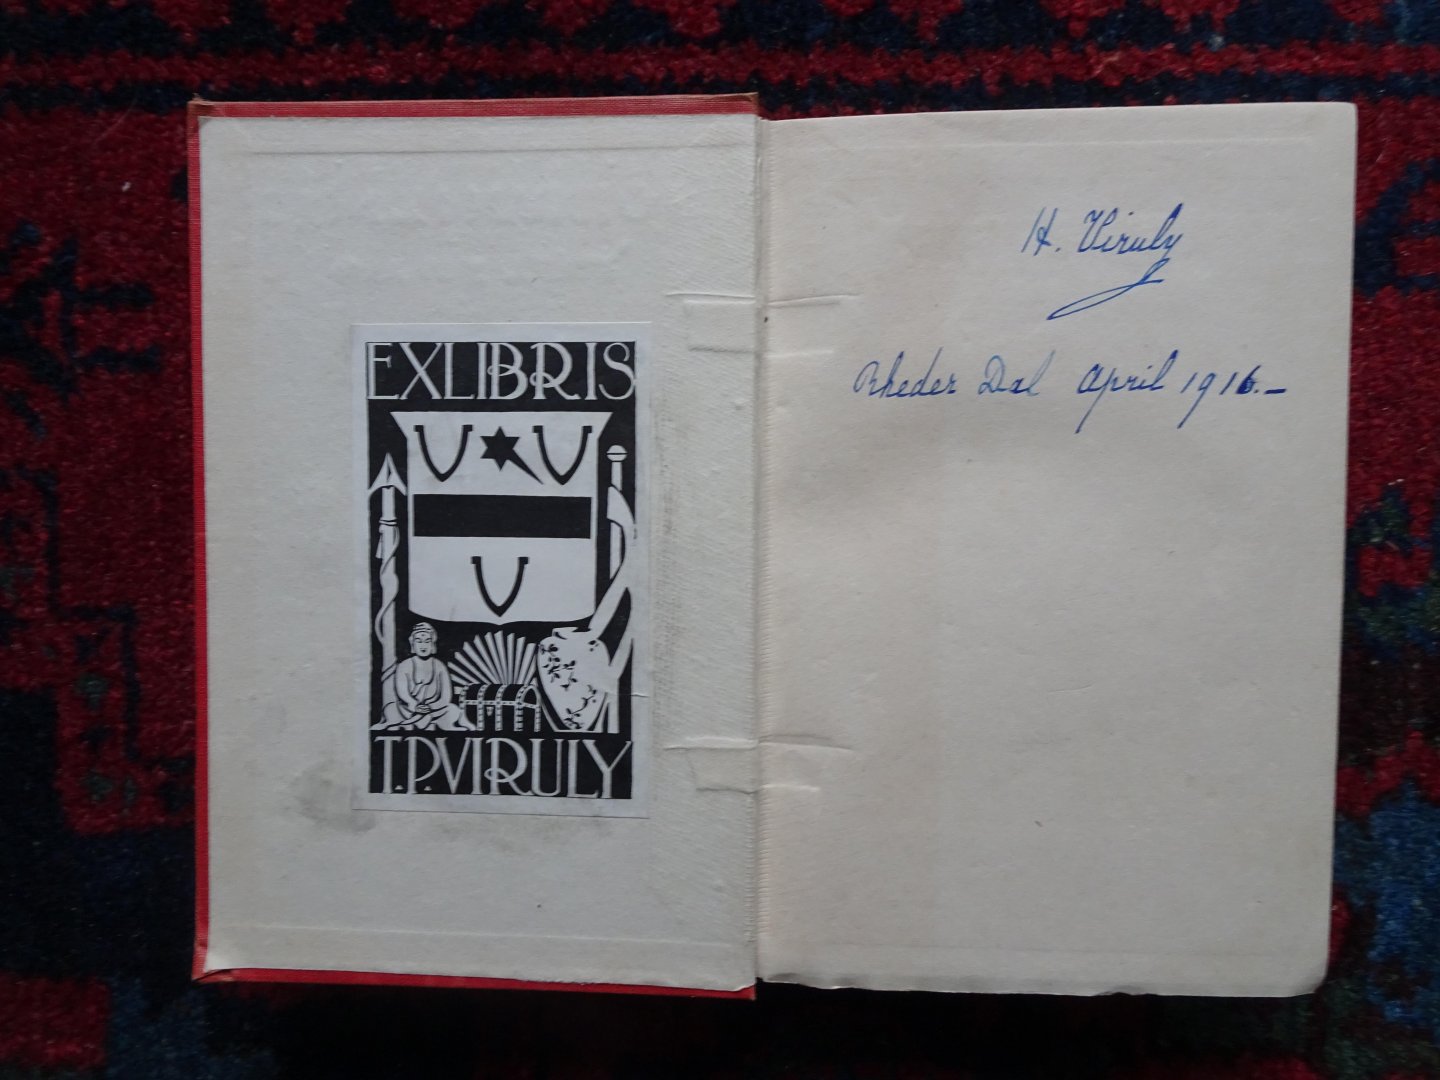 EXLIBRIS
T.P.VIRULY
H. Viruly
Rheder Dal April 1916.-